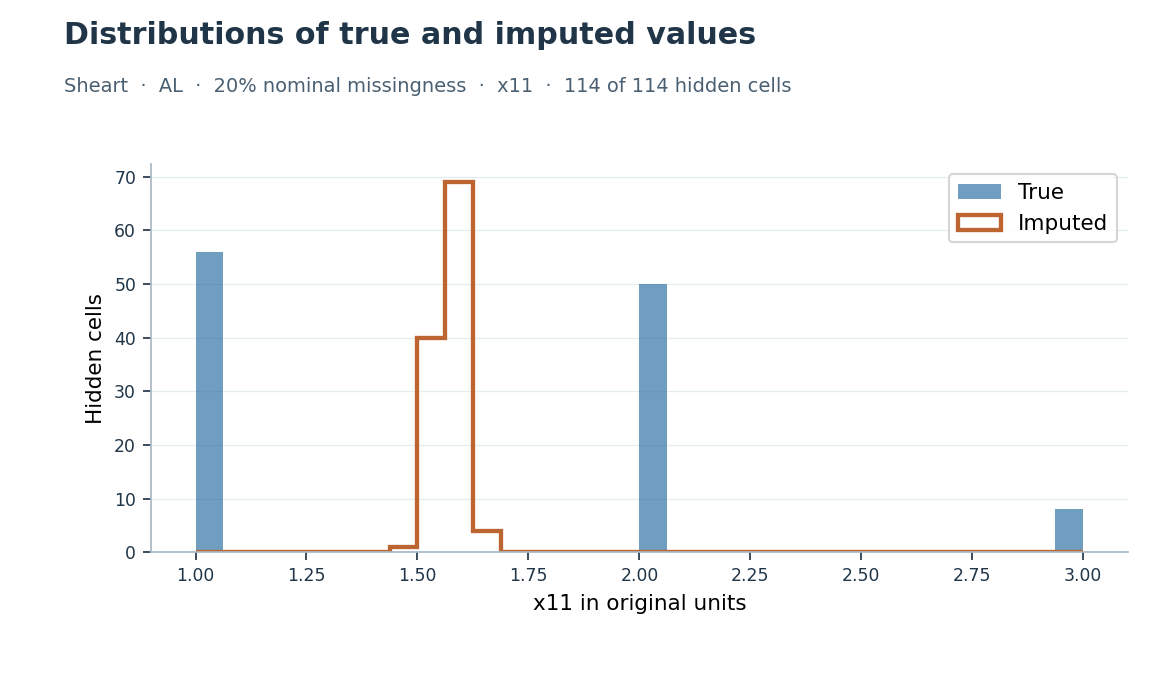 Distributions of true and imputed values
Sheart · AL · 20% nominal missingness · x11 · 114 of 114 hidden cells
True
Imputed
Hidden cells
70
60
50
40
30
20
10
0
1.00 1.25 1.50 1.75 2.00 2.25 2.50 2.75 3.00
x11 in original units